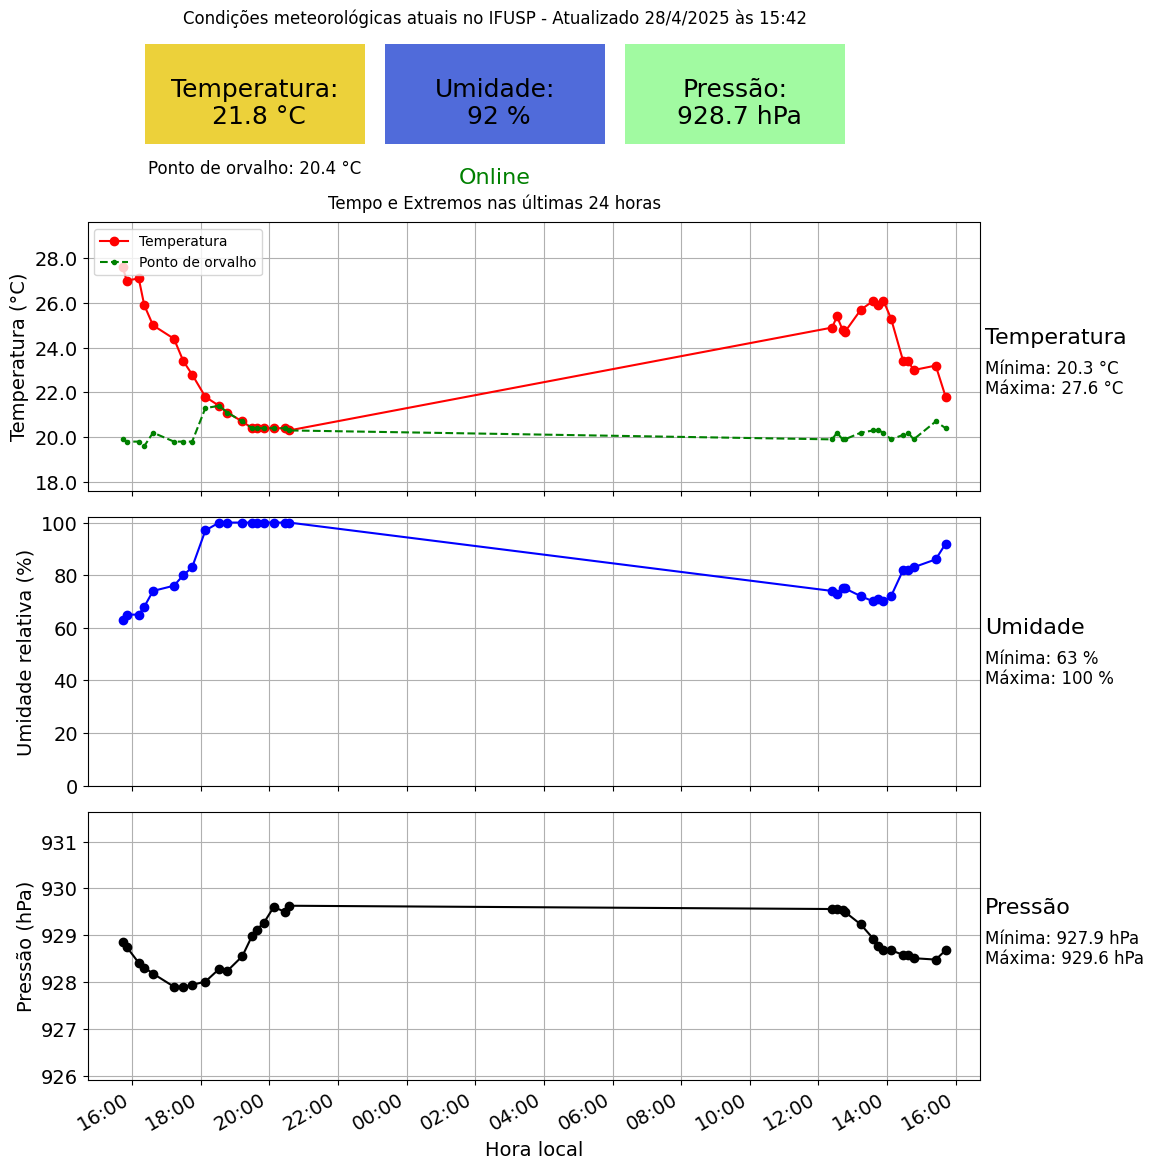 Condições meteorológicas atuais no IFUSP - Atualizado 28/4/2025 às 15:42
Temperatura:
21.8 °C
Umidade:
92 %
Pressão:
928.7 hPa
Ponto de orvalho: 20.4 °C
Online
Tempo e Extremos nas últimas 24 horas
Temperatura
Ponto de orvalho
Temperatura (°C)
28.0
26.0
24.0
22.0
20.0
18.0
Temperatura
Mínima: 20.3 °C
Máxima: 27.6 °C
Umidade relativa (%)
100
80
60
40
20
0
Umidade
Mínima: 63 %
Máxima: 100 %
Pressão (hPa)
931
930
929
928
927
926
Pressão
Mínima: 927.9 hPa
Máxima: 929.6 hPa
16:00 18:00 20:00 22:00 00:00 02:00 04:00 06:00 08:00 10:00 12:00 14:00 16:00
Hora local